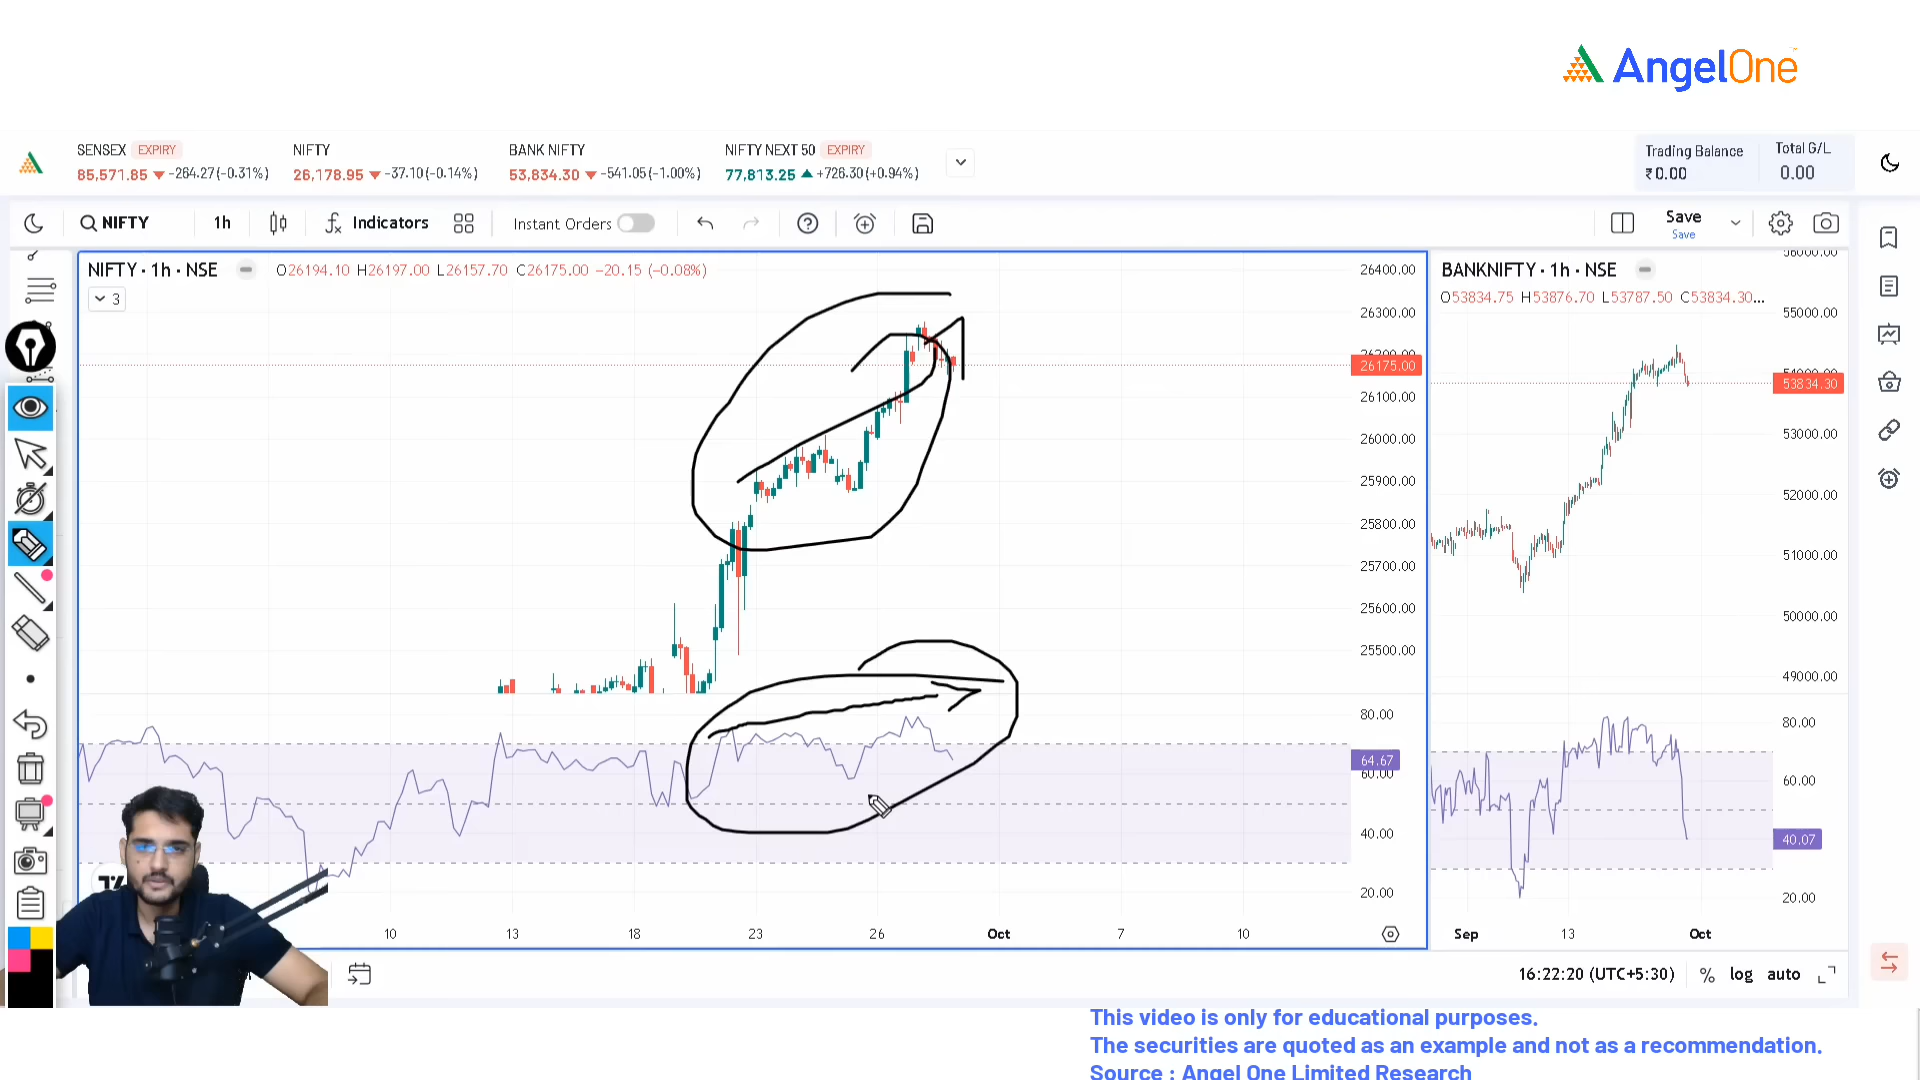 AngelOne
SENSEX EXPIRY
85,571.85 -264.27(-0.31%)
NIFTY
26,178.95 -37.10(-0.14%)
BANK NIFTY
53,834.30 -541.05(-1.00%)
NIFTY NEXT 50 EXPIRY
77,813.25 +726.30(+0.94%)
Trading Balance
₹0.00
Total G/L
0.00
NIFTY 1h Indicators Instant Orders Save
Save
NIFTY · 1h · NSE O26194.10 H26197.00 L26157.70 C26175.00 -20.15 (-0.08%)
3
26400.00
26300.00
26200.00
26175.00
26100.00
26000.00
25900.00
25800.00
25700.00
25600.00
25500.00
80.00
64.67
60.00
40.00
20.00
10 13 18 23 26 Oct 7 10
BANKNIFTY · 1h · NSE
O53834.75 H53876.70 L53787.50 C53834.30...
56000.00
55000.00
54000.00
53834.30
53000.00
52000.00
51000.00
50000.00
49000.00
80.00
60.00
40.07
20.00
Sep 13 Oct
16:22:20 (UTC+5:30) % log auto
This video is only for educational purposes.
The securities are quoted as an example and not as a recommendation.
Source : Angel One Limited Research